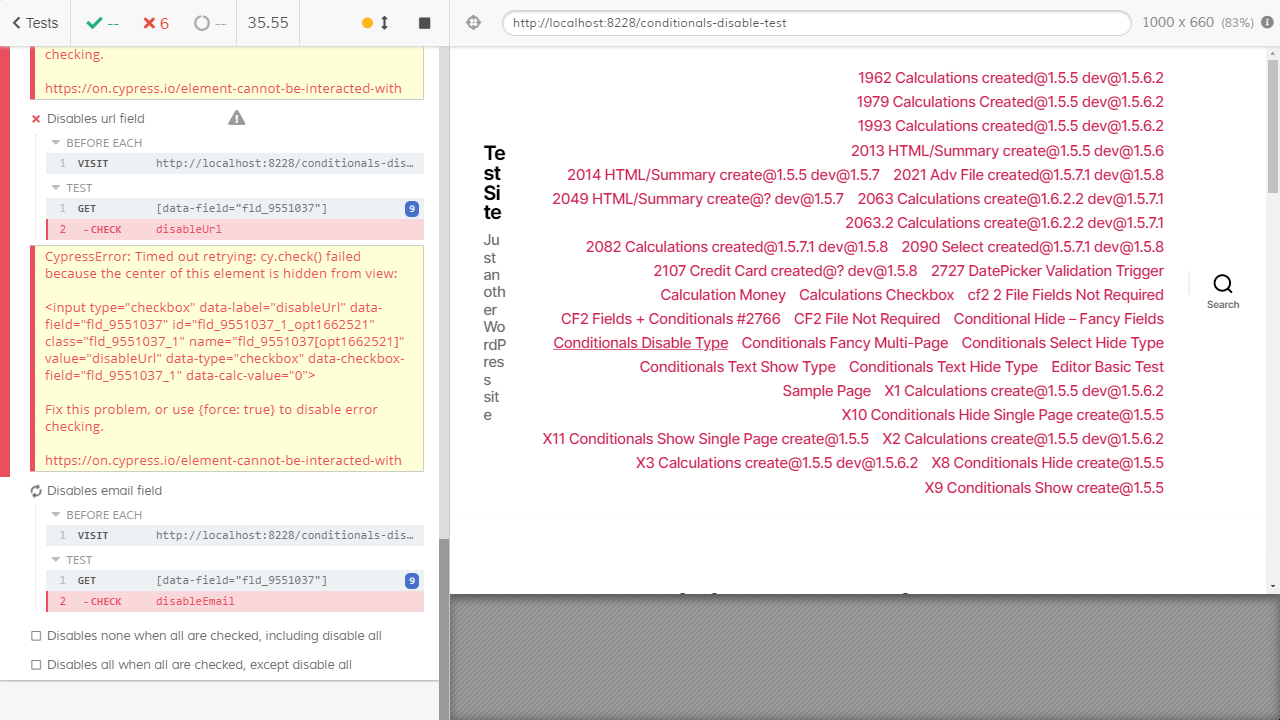 Tests
--
6
--
35.55
http://localhost:8228/conditionals-disable-test
1000 x 660 (83%)
checking.
https://on.cypress.io/element-cannot-be-interacted-with
Disables url field
BEFORE EACH
1 VISIT http://localhost:8228/conditionals-dis...
TEST
1 GET [data-field="fld_9551037"] 9
2 - CHECK disableUrl
CypressError: Timed out retrying: cy.check() failed
because the center of this element is hidden from view:
<input type="checkbox" data-label="disableUrl" data-
field="fld_9551037" id="fld_9551037_1_opt1662521"
class="fld_9551037_1" name="fld_9551037[opt1662521]"
value="disableUrl" data-type="checkbox" data-checkbox-
field="fld_9551037_1" data-calc-value="0">
Fix this problem, or use {force: true} to disable error
checking.
https://on.cypress.io/element-cannot-be-interacted-with
Disables email field
BEFORE EACH
1 VISIT http://localhost:8228/conditionals-dis...
TEST
1 GET [data-field="fld_9551037"] 9
2 - CHECK disableEmail
Disables none when all are checked, including disable all
Disables all when all are checked, except disable all
Te
st
Si
te
Ju
st
an
oth
er
Wo
rdP
res
s
sit
e
1962 Calculations created@1.5.5 dev@1.5.6.2
1979 Calculations Created@1.5.5 dev@1.5.6.2
1993 Calculations created@1.5.5 dev@1.5.6.2
2013 HTML/Summary create@1.5.5 dev@1.5.6
2014 HTML/Summary create@1.5.5 dev@1.5.7 2021 Adv File created@1.5.7.1 dev@1.5.8
2049 HTML/Summary create@? dev@1.5.7 2063 Calculations create@1.6.2.2 dev@1.5.7.1
2063.2 Calculations create@1.6.2.2 dev@1.5.7.1
2082 Calculations created@1.5.7.1 dev@1.5.8 2090 Select created@1.5.7.1 dev@1.5.8
2107 Credit Card created@? dev@1.5.8 2727 DatePicker Validation Trigger
Calculation Money Calculations Checkbox cf2 2 File Fields Not Required
CF2 Fields + Conditionals #2766 CF2 File Not Required Conditional Hide – Fancy Fields
Conditionals Disable Type Conditionals Fancy Multi-Page Conditionals Select Hide Type
Conditionals Text Show Type Conditionals Text Hide Type Editor Basic Test
Sample Page X1 Calculations create@1.5.5 dev@1.5.6.2
X10 Conditionals Hide Single Page create@1.5.5
X11 Conditionals Show Single Page create@1.5.5 X2 Calculations create@1.5.5 dev@1.5.6.2
X3 Calculations create@1.5.5 dev@1.5.6.2 X8 Conditionals Hide create@1.5.5
X9 Conditionals Show create@1.5.5
Search